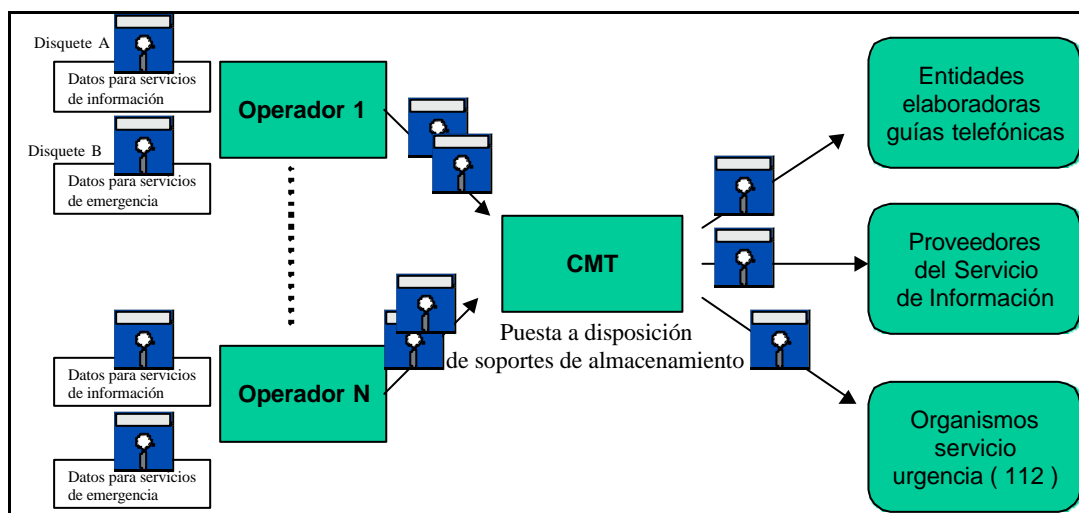 Disquete A
Datos para servicios
de información
Disquete B
Datos para servicios
de emergencia
Operador 1
Datos para servicios
de información
Datos para servicios
de emergencia
Operador N
CMT
Puesta a disposición
de soportes de almacenamiento
Entidades
elaboradoras
guías telefónicas
Proveedores
del Servicio
de Información
Organismos
servicio
urgencia ( 112 )